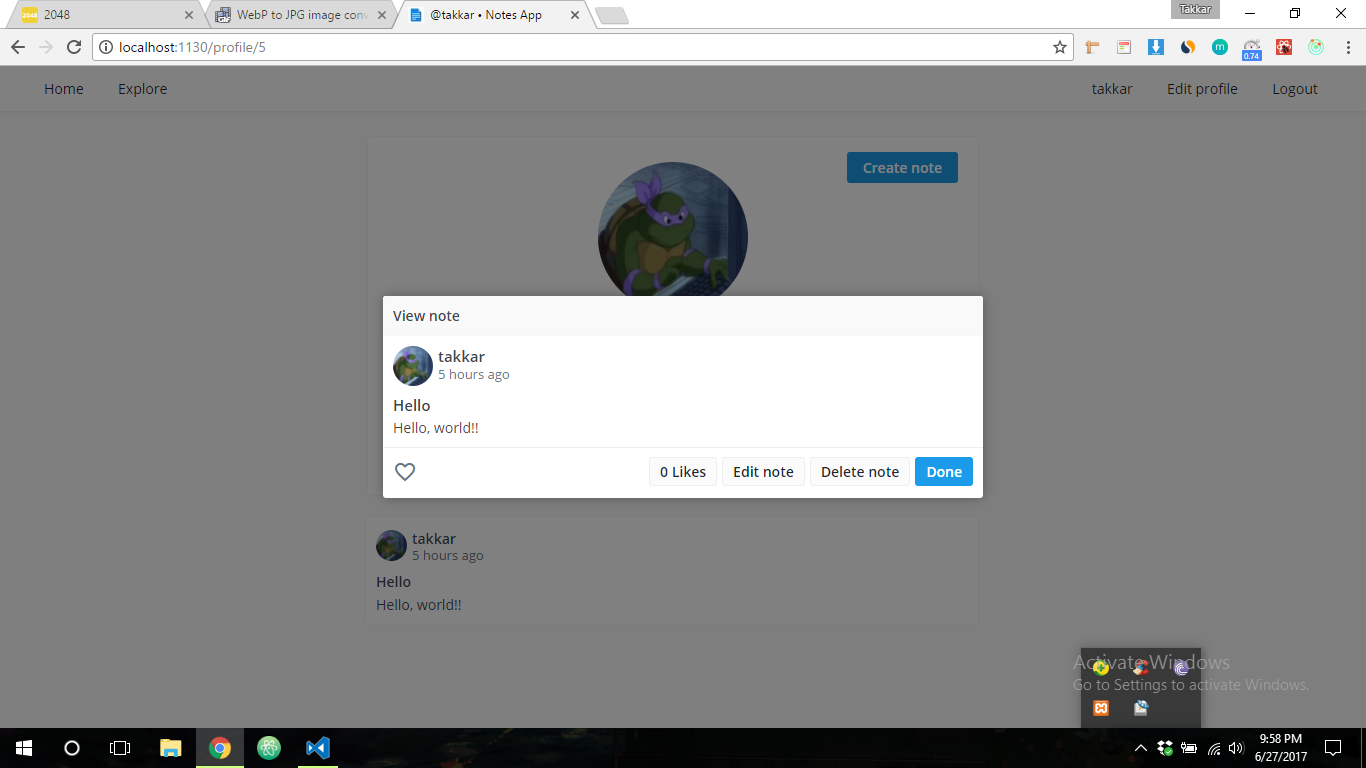 2048
WebP to JPG image conv
@takkar • Notes App
Takkar
localhost:1130/profile/5
m
0.74
Home
Explore
takkar
Edit profile
Logout
Create note
View note
takkar
5 hours ago
Hello
Hello, world!!
0 Likes
Edit note
Delete note
Done
takkar
5 hours ago
Hello
Hello, world!!
Activate Windows
Go to Settings to activate Windows.
9:58 PM
6/27/2017